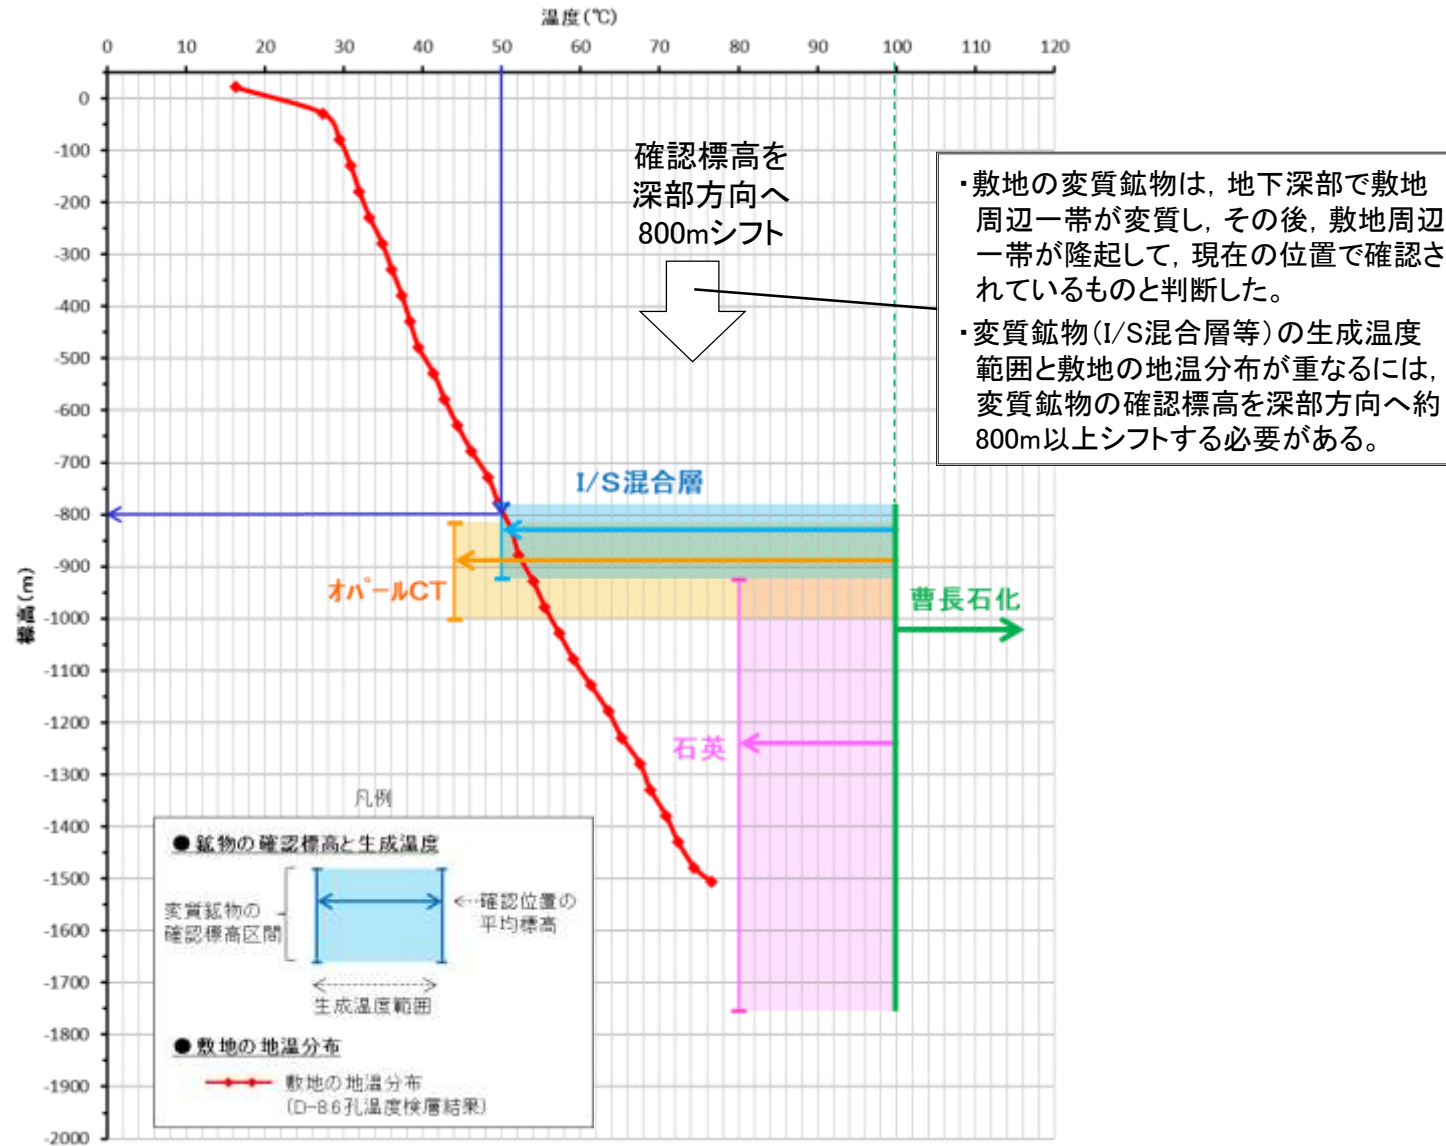 温度(℃)
0 10 20 30 40 50 60 70 80 90 100 110 120
0
-100
-200
-300
-400
-500
-600
-700
-800
-900
-1000
-1100
-1200
-1300
-1400
-1500
-1600
-1700
-1800
-1900
-2000
標高(m)
確認標高を
深部方向へ
800mシフト
・敷地の変質鉱物は，地下深部で敷地
周辺一帯が変質し，その後，敷地周辺
一帯が隆起して，現在の位置で確認さ
れているものと判断した。
・変質鉱物(I/S混合層等)の生成温度
範囲と敷地の地温分布が重なるには，
変質鉱物の確認標高を深部方向へ約
800m以上シフトする必要がある。
I/S混合層
オパールCT
曹長石化
石英
凡例
●鉱物の確認標高と生成温度
変質鉱物の
確認標高区間
確認位置の
平均標高
生成温度範囲
●敷地の地温分布
敷地の地温分布
(D-8.6孔温度検層結果)